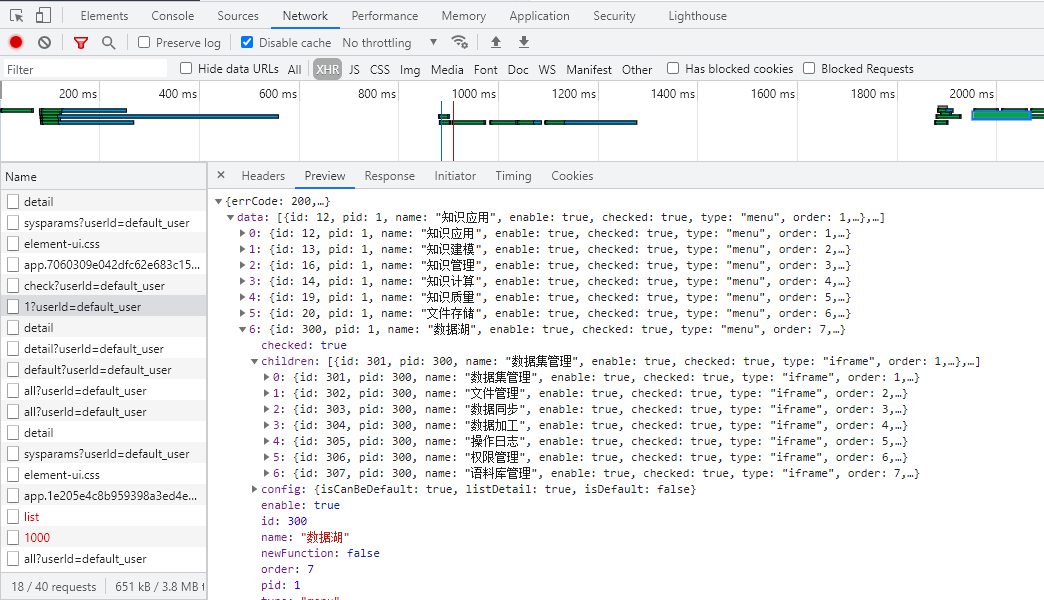 Elements Console Sources Network Performance Memory Application Security Lighthouse
Preserve log Disable cache No throttling
Filter Hide data URLs All XHR JS CSS Img Media Font Doc WS Manifest Other Has blocked cookies Blocked Requests
200 ms 400 ms 600 ms 800 ms 1000 ms 1200 ms 1400 ms 1600 ms 1800 ms 2000 ms
Name
detail
sysparams?userId=default_user
element-ui.css
app.7060309e042dfc62e683c15...
check?userId=default_user
1?userId=default_user
detail
detail?userId=default_user
default?userId=default_user
all?userId=default_user
all?userId=default_user
detail
sysparams?userId=default_user
element-ui.css
app.1e205e4c8b959398a3ed4e...
list
1000
all?userId=default_user
18 / 40 requests 651 kB / 3.8 MB t
× Headers Preview Response Initiator Timing Cookies
{errCode: 200,…}
data: [{id: 12, pid: 1, name: "知识应用", enable: true, checked: true, type: "menu", order: 1,…},…]
0: {id: 12, pid: 1, name: "知识应用", enable: true, checked: true, type: "menu", order: 1,…}
1: {id: 13, pid: 1, name: "知识建模", enable: true, checked: true, type: "menu", order: 2,…}
2: {id: 16, pid: 1, name: "知识管理", enable: true, checked: true, type: "menu", order: 3,…}
3: {id: 14, pid: 1, name: "知识计算", enable: true, checked: true, type: "menu", order: 4,…}
4: {id: 19, pid: 1, name: "知识质量", enable: true, checked: true, type: "menu", order: 5,…}
5: {id: 20, pid: 1, name: "文件存储", enable: true, checked: true, type: "menu", order: 6,…}
6: {id: 300, pid: 1, name: "数据湖", enable: true, checked: true, type: "menu", order: 7,…}
checked: true
children: [{id: 301, pid: 300, name: "数据集管理", enable: true, checked: true, type: "iframe", order: 1,…},…]
0: {id: 301, pid: 300, name: "数据集管理", enable: true, checked: true, type: "iframe", order: 1,…}
1: {id: 302, pid: 300, name: "文件管理", enable: true, checked: true, type: "iframe", order: 2,…}
2: {id: 303, pid: 300, name: "数据同步", enable: true, checked: true, type: "iframe", order: 3,…}
3: {id: 304, pid: 300, name: "数据加工", enable: true, checked: true, type: "iframe", order: 4,…}
4: {id: 305, pid: 300, name: "操作日志", enable: true, checked: true, type: "iframe", order: 5,…}
5: {id: 306, pid: 300, name: "权限管理", enable: true, checked: true, type: "iframe", order: 6,…}
6: {id: 307, pid: 300, name: "语料库管理", enable: true, checked: true, type: "iframe", order: 7,…}
config: {isCanBeDefault: true, listDetail: true, isDefault: false}
enable: true
id: 300
name: "数据湖"
newFunction: false
order: 7
pid: 1
type: "menu"